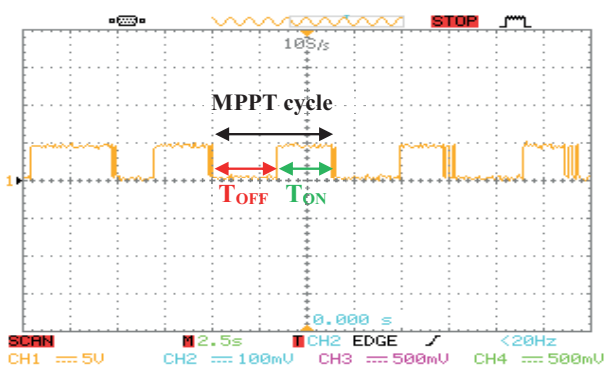 STOP
10S/s
MPPT cycle
1
TOFF TON
0.000 s
SCAN M 2.5s T CH2 EDGE <20Hz
CH1 5V CH2 100mV CH3 500mV CH4 500mV